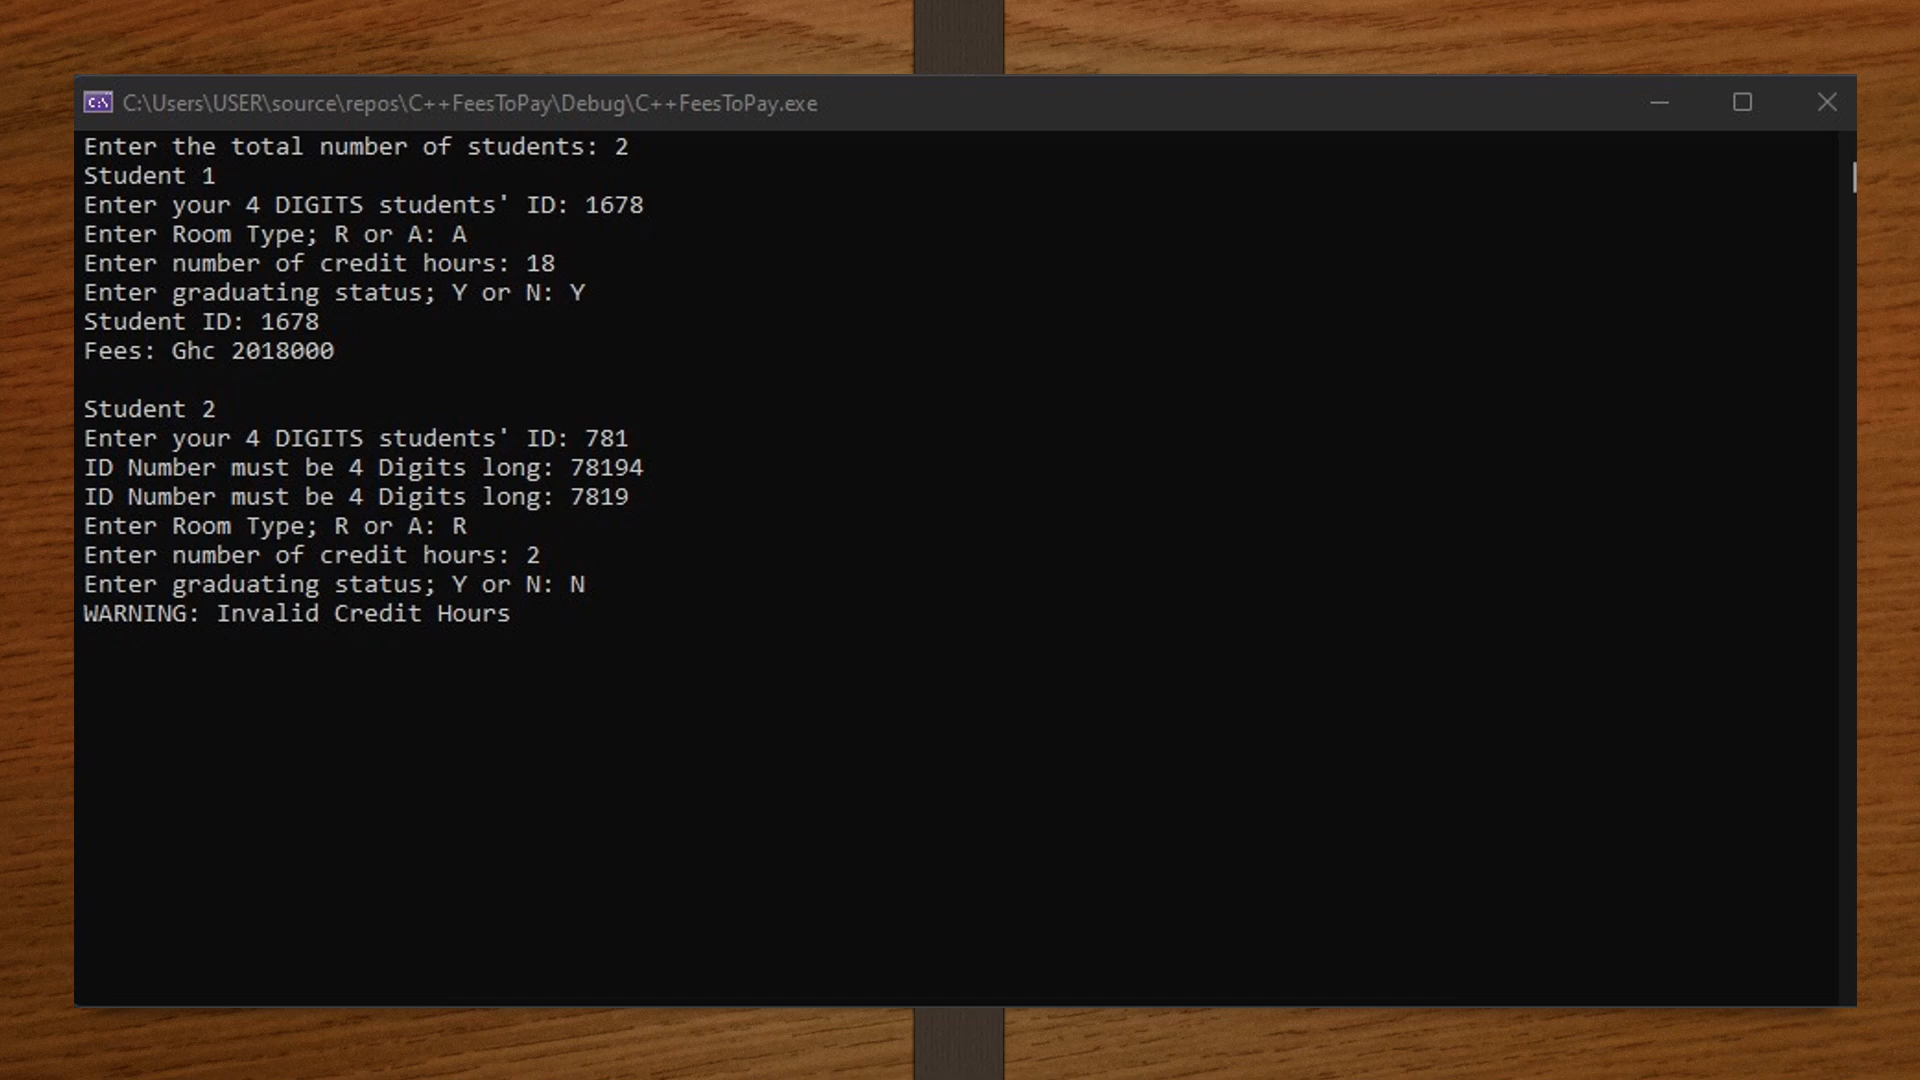 C:\Users\USER\source\repos\C++FeesToPay\Debug\C++FeesToPay.exe
Enter the total number of students: 2
Student 1
Enter your 4 DIGITS students' ID: 1678
Enter Room Type; R or A: A
Enter number of credit hours: 18
Enter graduating status; Y or N: Y
Student ID: 1678
Fees: Ghc 2018000
Student 2
Enter your 4 DIGITS students' ID: 781
ID Number must be 4 Digits long: 78194
ID Number must be 4 Digits long: 7819
Enter Room Type; R or A: R
Enter number of credit hours: 2
Enter graduating status; Y or N: N
WARNING: Invalid Credit Hours